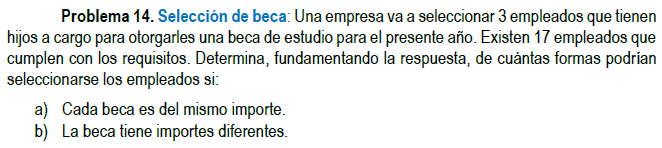 Problema 14. Selección de beca: Una empresa va a seleccionar 3 empleados que tienen
hijos a cargo para otorgarles una beca de estudio para el presente año. Existen 17 empleados que
cumplen con los requisitos. Determina, fundamentando la respuesta, de cuántas formas podrían
seleccionarse los empleados si:
a) Cada beca es del mismo importe.
b) La beca tiene importes diferentes.